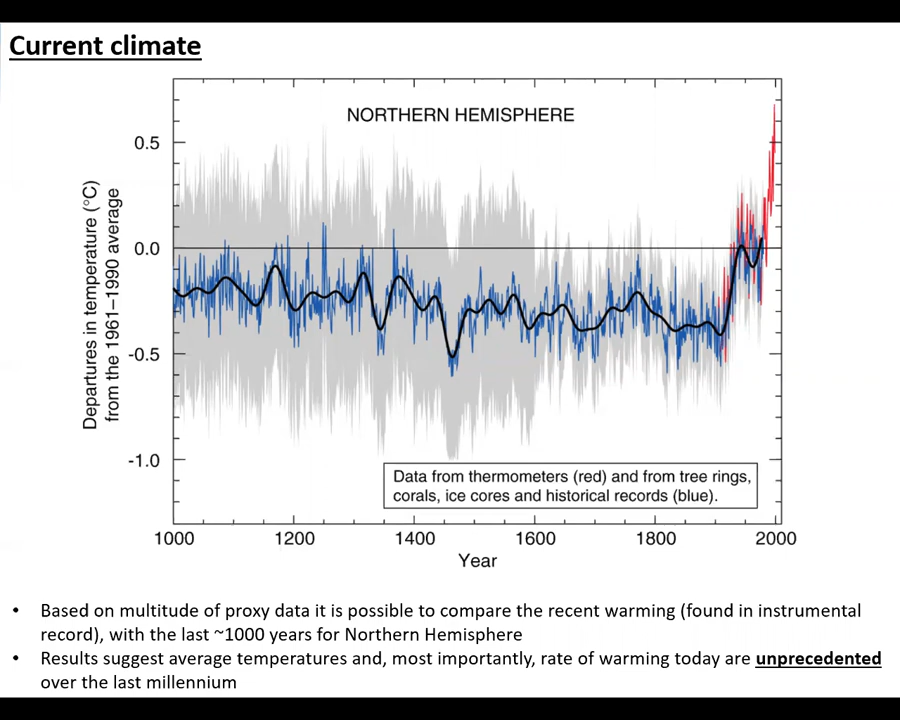 Current climate
NORTHERN HEMISPHERE
Departures in temperature (°C)
from the 1961–1990 average
0.5
0.0
-0.5
-1.0
Data from thermometers (red) and from tree rings,
corals, ice cores and historical records (blue).
1000 1200 1400 1600 1800 2000
Year
• Based on multitude of proxy data it is possible to compare the recent warming (found in instrumental
record), with the last ~1000 years for Northern Hemisphere
• Results suggest average temperatures and, most importantly, rate of warming today are unprecedented
over the last millennium